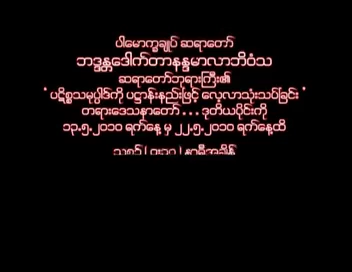 ပါမောက္ခချုပ် ဆရာတော်
ဘဒ္ဒန္တဒေါက်တာနန္ဒမာလာဘိဝံသ
ဆရာတော်ဘုရားကြီး၏
" ပဋိစ္စသမုပ္ပါဒ်ကို ပဋ္ဌာန်းနည်းဖြင့် လေ့လာသုံးသပ်ခြင်း "
တရားဒေသနာတော် . . . ဒုတိယပိုင်းကို
၁၃.၅.၂၀၁၀ ရက်နေ့ မှ ၂၂.၅.၂၀၁၀ ရက်နေ့ထိ